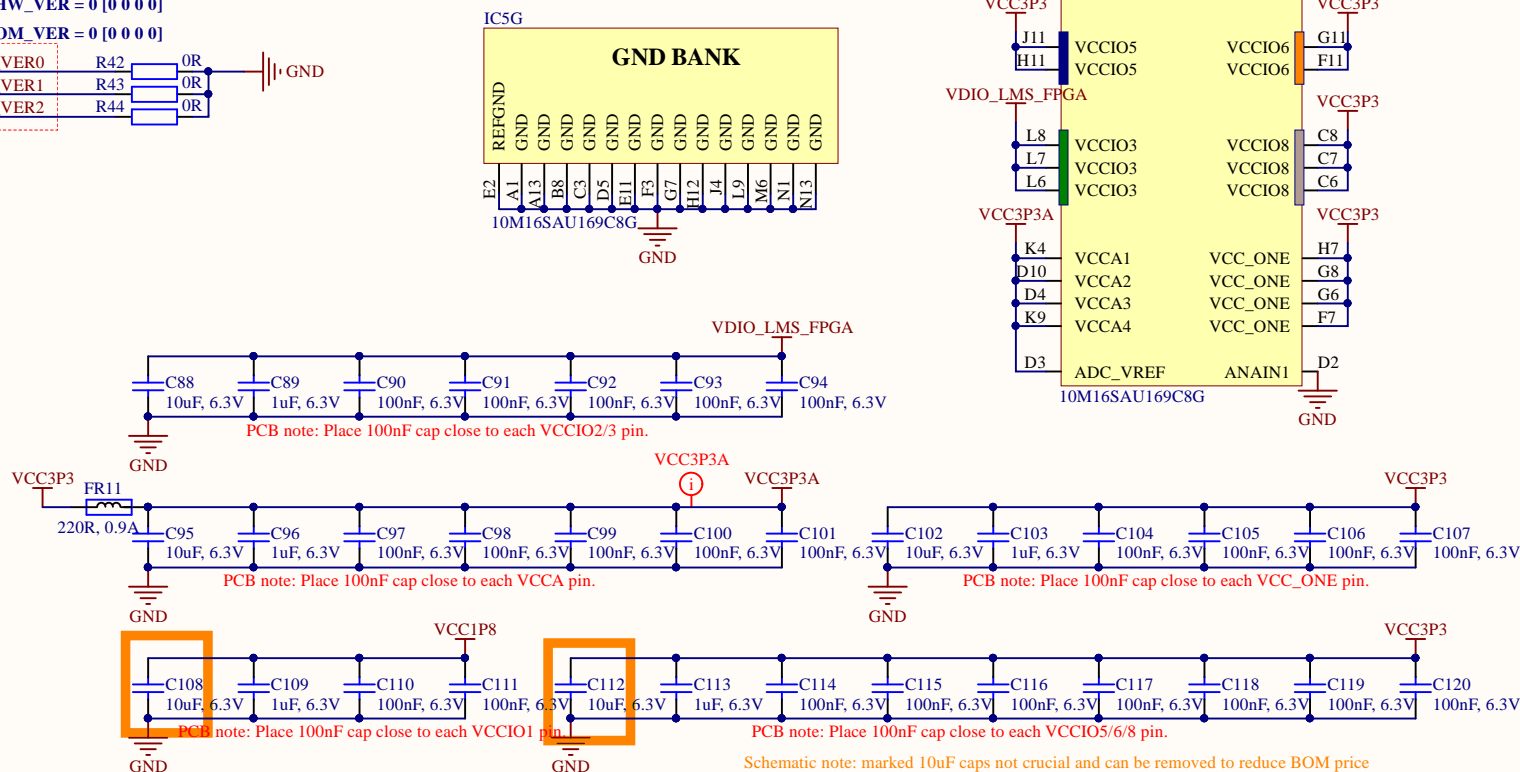 HW_VER = 0 [0 0 0 0]
OM_VER = 0 [0 0 0 0]
VER0 R42 0R
VER1 R43 0R
VER2 R44 0R
GND
IC5G
GND BANK
REFGND GND GND GND GND GND GND GND GND GND GND GND GND GND GND
E2 A1 A13 B8 C3 D5 E11 F3 G7 H12 J4 L9 M6 N1 N13
10M16SAU169C8G
GND
VCC3P3 VCC3P3
J11 VCCIO5 VCCIO6 G11
H11 VCCIO5 VCCIO6 F11
VDIO_LMS_FPGA VCC3P3
L8 VCCIO3 VCCIO8 C8
L7 VCCIO3 VCCIO8 C7
L6 VCCIO3 VCCIO8 C6
VCC3P3A VCC3P3
K4 VCCA1 VCC_ONE H7
D10 VCCA2 VCC_ONE G8
D4 VCCA3 VCC_ONE G6
K9 VCCA4 VCC_ONE F7
D3 ADC_VREF ANAIN1 D2
10M16SAU169C8G
GND
VDIO_LMS_FPGA
C88 C89 C90 C91 C92 C93 C94
10uF, 6.3V 1uF, 6.3V 100nF, 6.3V 100nF, 6.3V 100nF, 6.3V 100nF, 6.3V 100nF, 6.3V
PCB note: Place 100nF cap close to each VCCIO2/3 pin.
GND
VCC3P3 FR11 VCC3P3A VCC3P3A VCC3P3
i
220R, 0.9A
C95 C96 C97 C98 C99 C100 C101 C102 C103 C104 C105 C106 C107
10uF, 6.3V 1uF, 6.3V 100nF, 6.3V 100nF, 6.3V 100nF, 6.3V 100nF, 6.3V 100nF, 6.3V 10uF, 6.3V 1uF, 6.3V 100nF, 6.3V 100nF, 6.3V 100nF, 6.3V 100nF, 6.3V
PCB note: Place 100nF cap close to each VCCA pin. PCB note: Place 100nF cap close to each VCC_ONE pin.
GND GND
VCC1P8 VCC3P3
C108 C109 C110 C111 C112 C113 C114 C115 C116 C117 C118 C119 C120
10uF, 6.3V 1uF, 6.3V 100nF, 6.3V 100nF, 6.3V 10uF, 6.3V 1uF, 6.3V 100nF, 6.3V 100nF, 6.3V 100nF, 6.3V 100nF, 6.3V 100nF, 6.3V 100nF, 6.3V 100nF, 6.3V
PCB note: Place 100nF cap close to each VCCIO1 pin. PCB note: Place 100nF cap close to each VCCIO5/6/8 pin.
GND GND
Schematic note: marked 10uF caps not crucial and can be removed to reduce BOM price